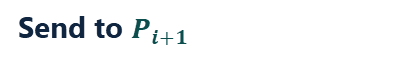 Send to P_{i+1}